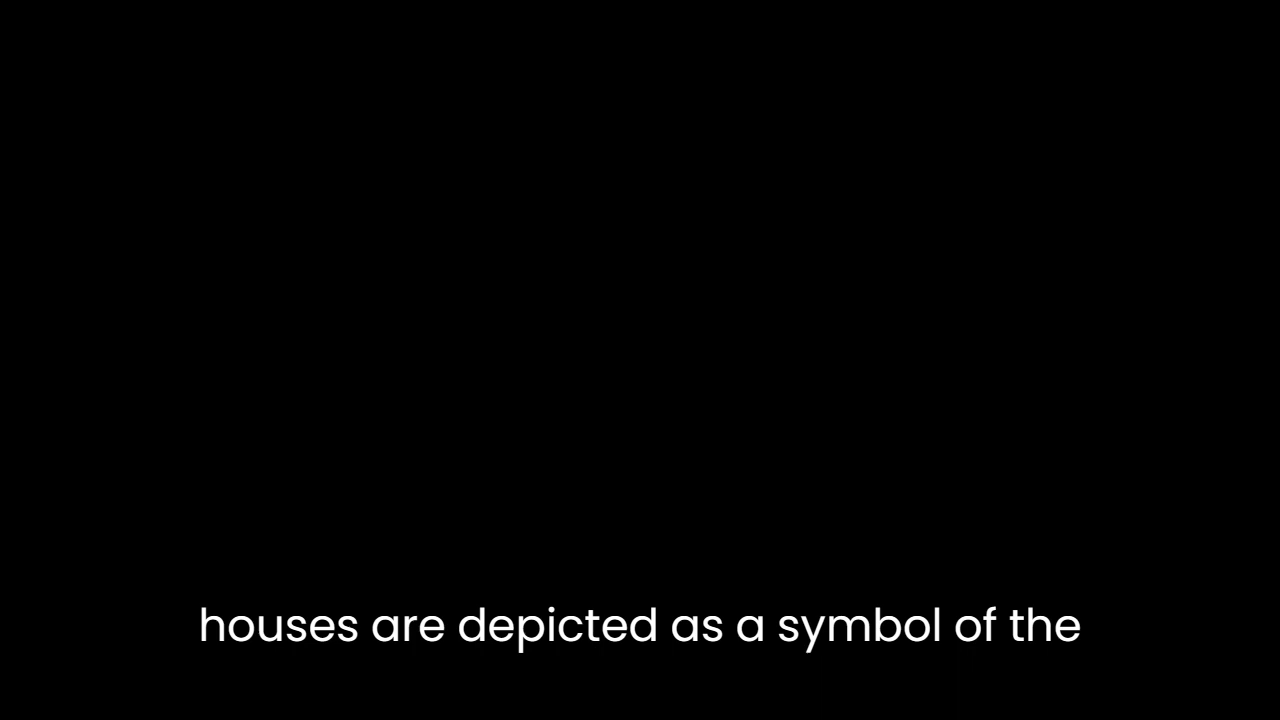 houses are depicted as a symbol of the